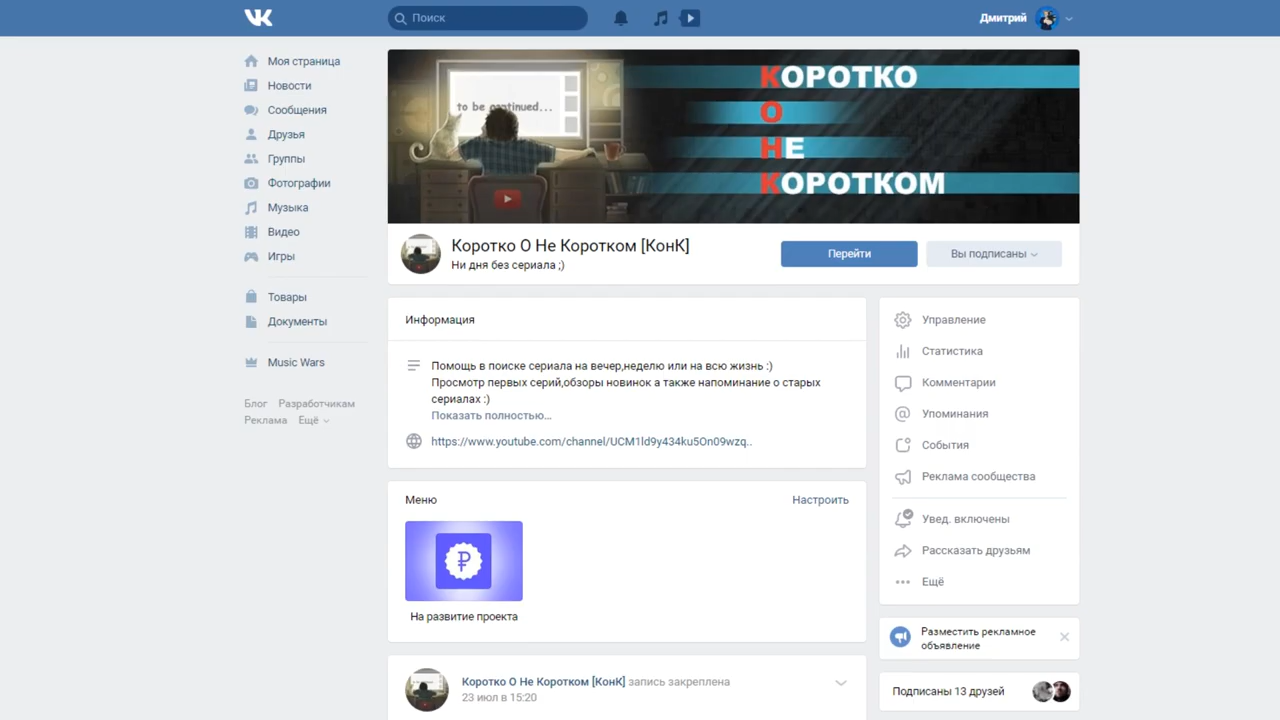 VK
Поиск
Дмитрий
Моя страница
Новости
Сообщения
Друзья
Группы
Фотографии
Музыка
Видео
Игры
Товары
Документы
Music Wars
Блог Разработчикам
Реклама Ещё
to be continued...
КОРОТКО
О
НЕ
КОРОТКОМ
Коротко О Не Коротком [КонК]
Ни дня без сериала ;)
Перейти
Вы подписаны
Информация
Помощь в поиске сериала на вечер,неделю или на всю жизнь :)
Просмотр первых серий,обзоры новинок а также напоминание о старых
сериалах :)
Показать полностью...
https://www.youtube.com/channel/UCM1ld9y434ku5On09wzq..
Меню
Настроить
На развитие проекта
Коротко О Не Коротком [КонК] запись закреплена
23 июл в 15:20
Управление
Статистика
Комментарии
Упоминания
События
Реклама сообщества
Увед. включены
Рассказать друзьям
Ещё
Разместить рекламное
объявление
Подписаны 13 друзей